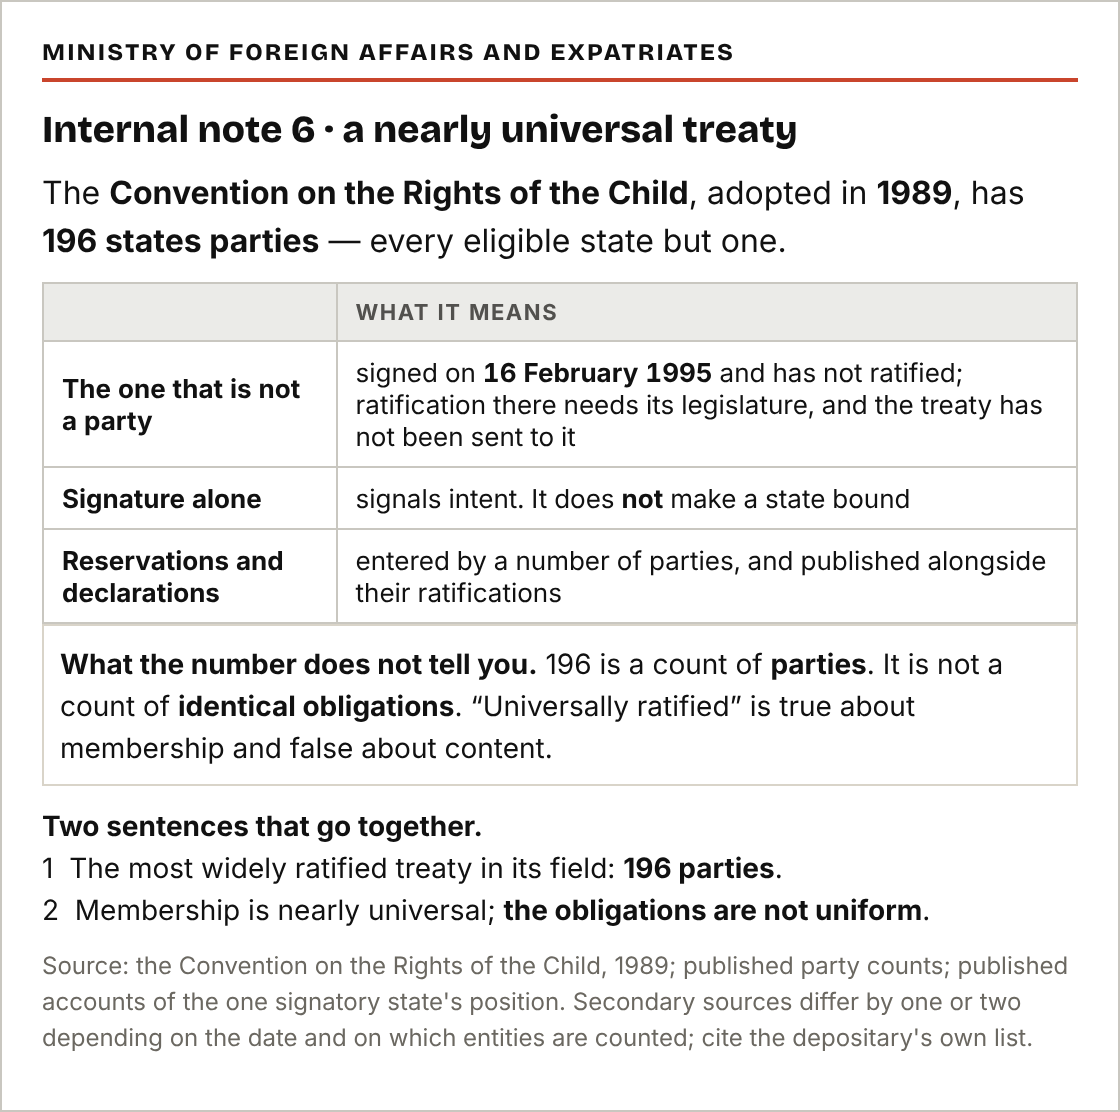 MINISTRY OF FOREIGN AFFAIRS AND EXPATRIATES
Internal note 6 · a nearly universal treaty
The Convention on the Rights of the Child, adopted in 1989, has
196 states parties — every eligible state but one.
WHAT IT MEANS
The one that is not
a party
signed on 16 February 1995 and has not ratified;
ratification there needs its legislature, and the treaty has
not been sent to it
Signature alone
signals intent. It does not make a state bound
Reservations and
declarations
entered by a number of parties, and published alongside
their ratifications
What the number does not tell you. 196 is a count of parties. It is not a
count of identical obligations. “Universally ratified” is true about
membership and false about content.
Two sentences that go together.
1 The most widely ratified treaty in its field: 196 parties.
2 Membership is nearly universal; the obligations are not uniform.
Source: the Convention on the Rights of the Child, 1989; published party counts; published
accounts of the one signatory state's position. Secondary sources differ by one or two
depending on the date and on which entities are counted; cite the depositary's own list.